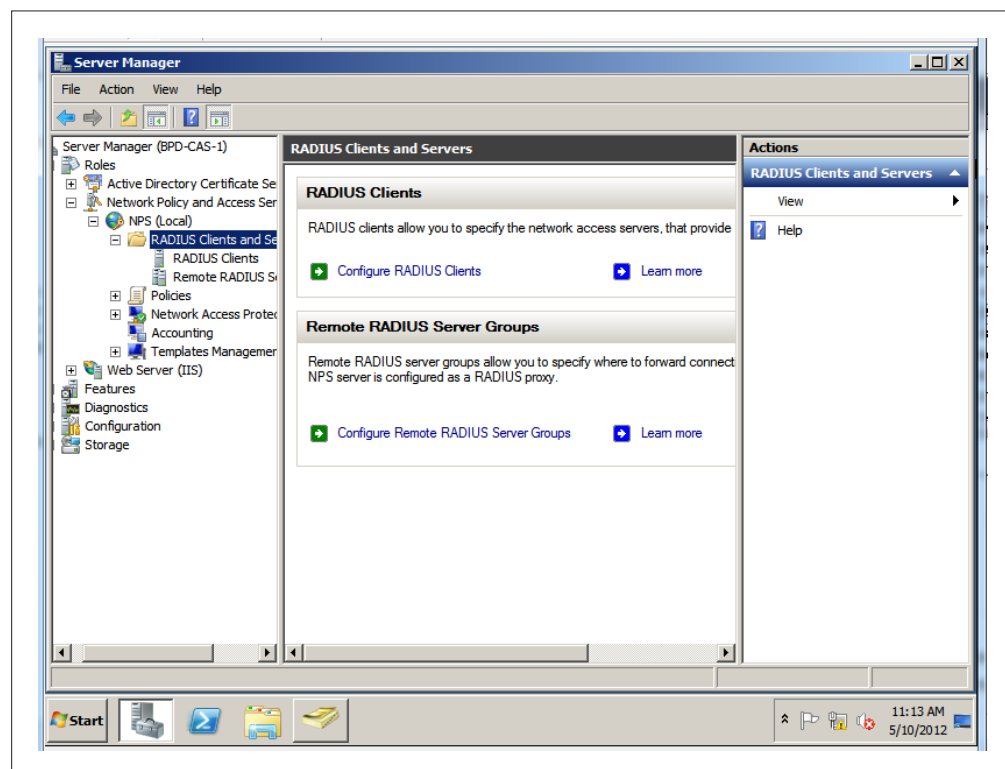 Server Manager
File Action View Help
Server Manager (BPD-CAS-1)
Roles
Active Directory Certificate Se
Network Policy and Access Ser
NPS (Local)
RADIUS Clients and Se
RADIUS Clients
Remote RADIUS Se
Policies
Network Access Protec
Accounting
Templates Managemen
Web Server (IIS)
Features
Diagnostics
Configuration
Storage
RADIUS Clients and Servers
RADIUS Clients
RADIUS clients allow you to specify the network access servers, that provide
Configure RADIUS Clients
Learn more
Remote RADIUS Server Groups
Remote RADIUS server groups allow you to specify where to forward connect
NPS server is configured as a RADIUS proxy.
Configure Remote RADIUS Server Groups
Learn more
Actions
RADIUS Clients and Servers
View
Help
Start
11:13 AM
5/10/2012